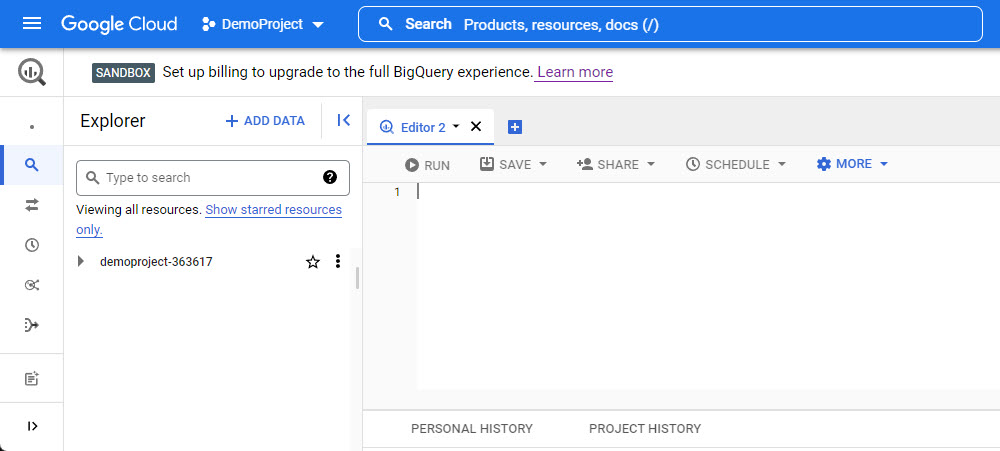 Google Cloud DemoProject Search Products, resources, docs (/)
SANDBOX Set up billing to upgrade to the full BigQuery experience. Learn more
Explorer + ADD DATA
Editor 2
RUN SAVE SHARE SCHEDULE MORE
Type to search ?
1
Viewing all resources. Show starred resources
only.
demoproject-363617
PERSONAL HISTORY PROJECT HISTORY